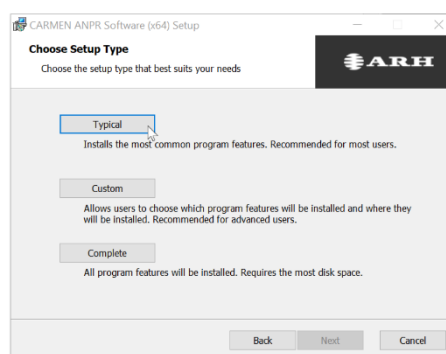 CARMEN ANPR Software (x64) Setup
Choose Setup Type
Choose the setup type that best suits your needs
ARH
Typical
Installs the most common program features. Recommended for most users.
Custom
Allows users to choose which program features will be installed and where they
will be installed. Recommended for advanced users.
Complete
All program features will be installed. Requires the most disk space.
Back
Next
Cancel